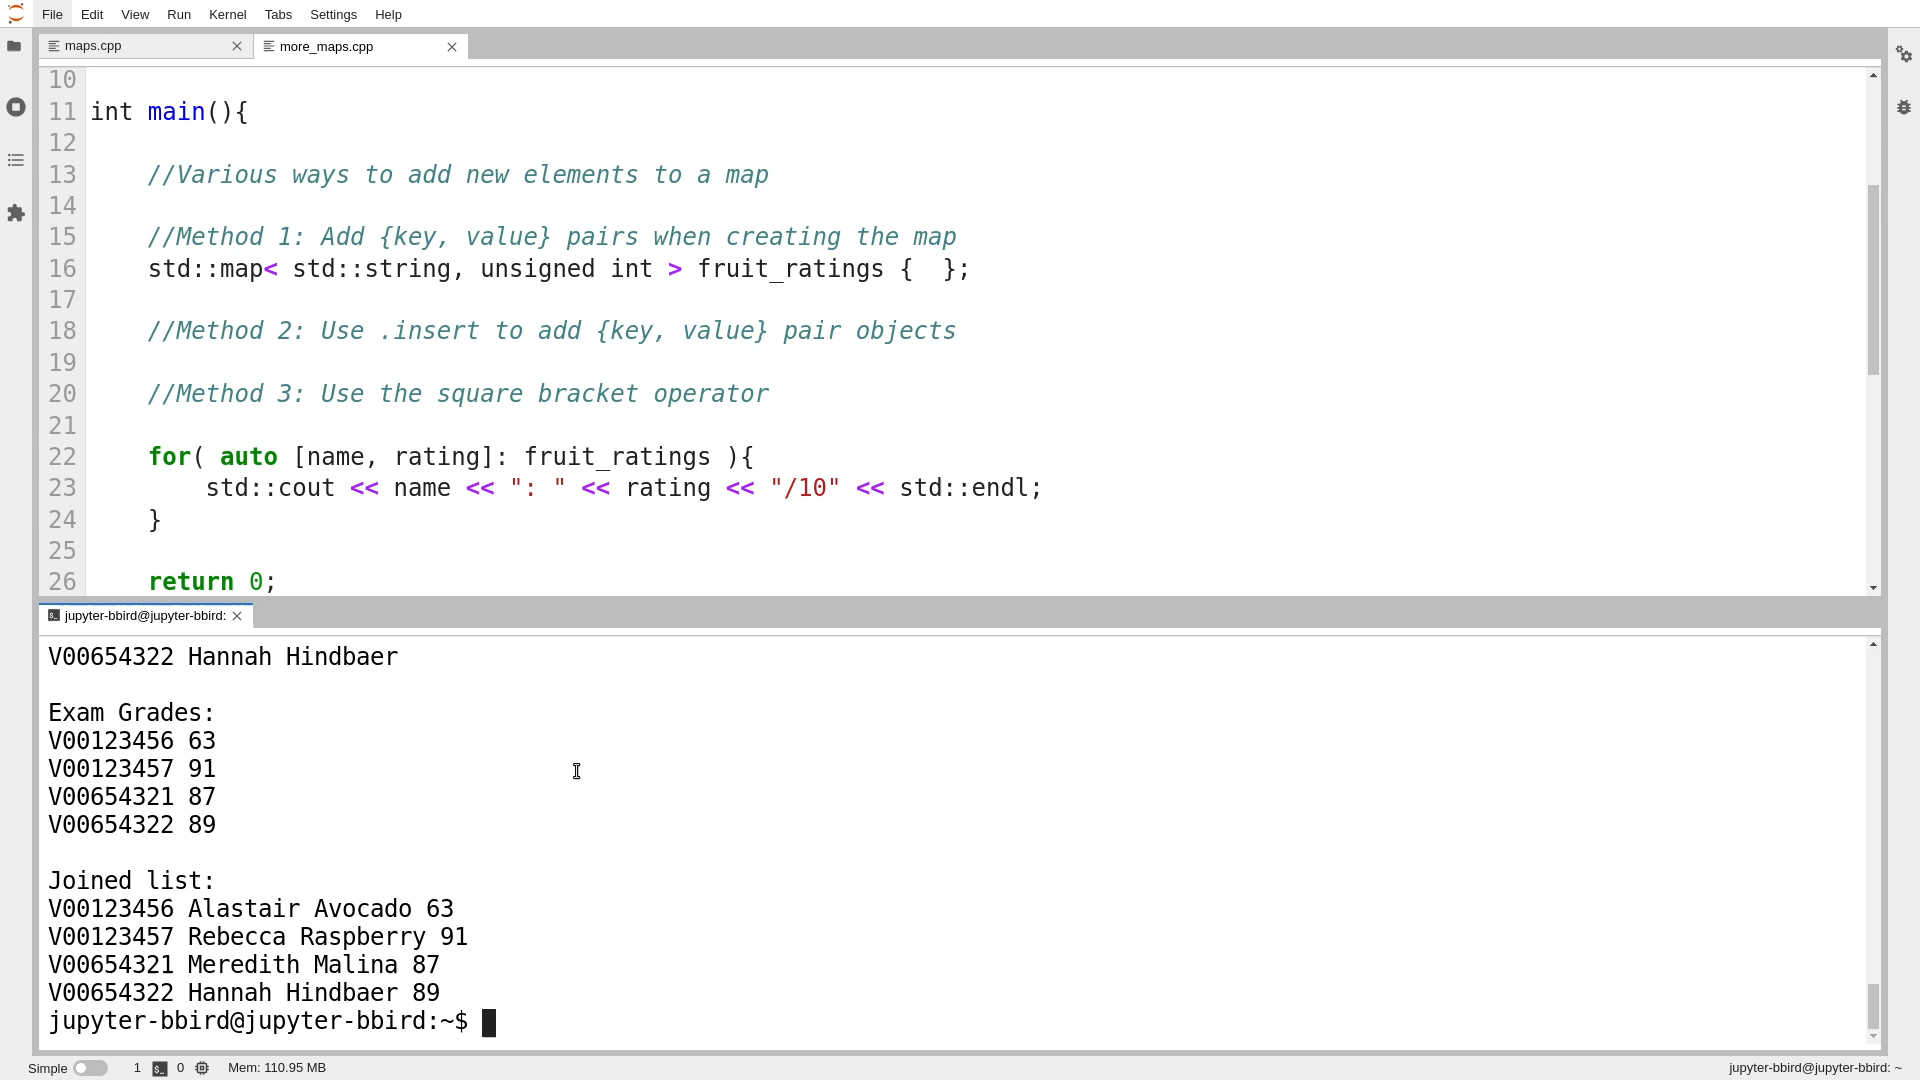 File Edit View Run Kernel Tabs Settings Help
maps.cpp more_maps.cpp
10
11 int main(){
12
13     //Various ways to add new elements to a map
14
15     //Method 1: Add {key, value} pairs when creating the map
16     std::map< std::string, unsigned int > fruit_ratings {  };
17
18     //Method 2: Use .insert to add {key, value} pair objects
19
20     //Method 3: Use the square bracket operator
21
22     for( auto [name, rating]: fruit_ratings ){
23         std::cout << name << ": " << rating << "/10" << std::endl;
24     }
25
26     return 0;
jupyter-bbird@jupyter-bbird:
V00654322 Hannah Hindbaer
Exam Grades:
V00123456 63
V00123457 91
V00654321 87
V00654322 89
Joined list:
V00123456 Alastair Avocado 63
V00123457 Rebecca Raspberry 91
V00654321 Meredith Malina 87
V00654322 Hannah Hindbaer 89
jupyter-bbird@jupyter-bbird:~$
Simple 1 0 Mem: 110.95 MB jupyter-bbird@jupyter-bbird: ~